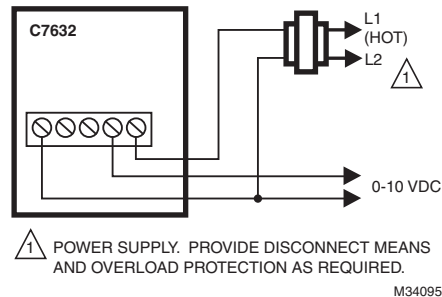 C7632
L1
(HOT)
L2
1
0-10 VDC
1 POWER SUPPLY. PROVIDE DISCONNECT MEANS
AND OVERLOAD PROTECTION AS REQUIRED.
M34095